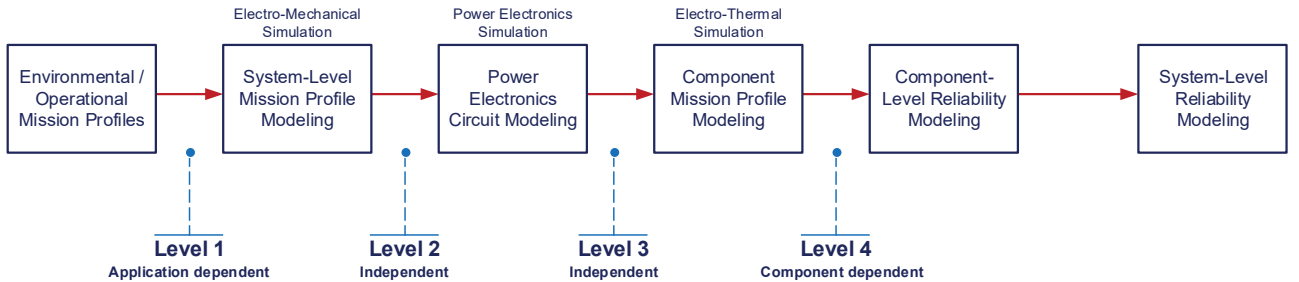 Electro-Mechanical
Simulation
Power Electronics
Simulation
Electro-Thermal
Simulation
Environmental /
Operational
Mission Profiles
System-Level
Mission Profile
Modeling
Power
Electronics
Circuit Modeling
Component
Mission Profile
Modeling
Component-
Level Reliability
Modeling
System-Level
Reliability
Modeling
Level 1
Application dependent
Level 2
Independent
Level 3
Independent
Level 4
Component dependent